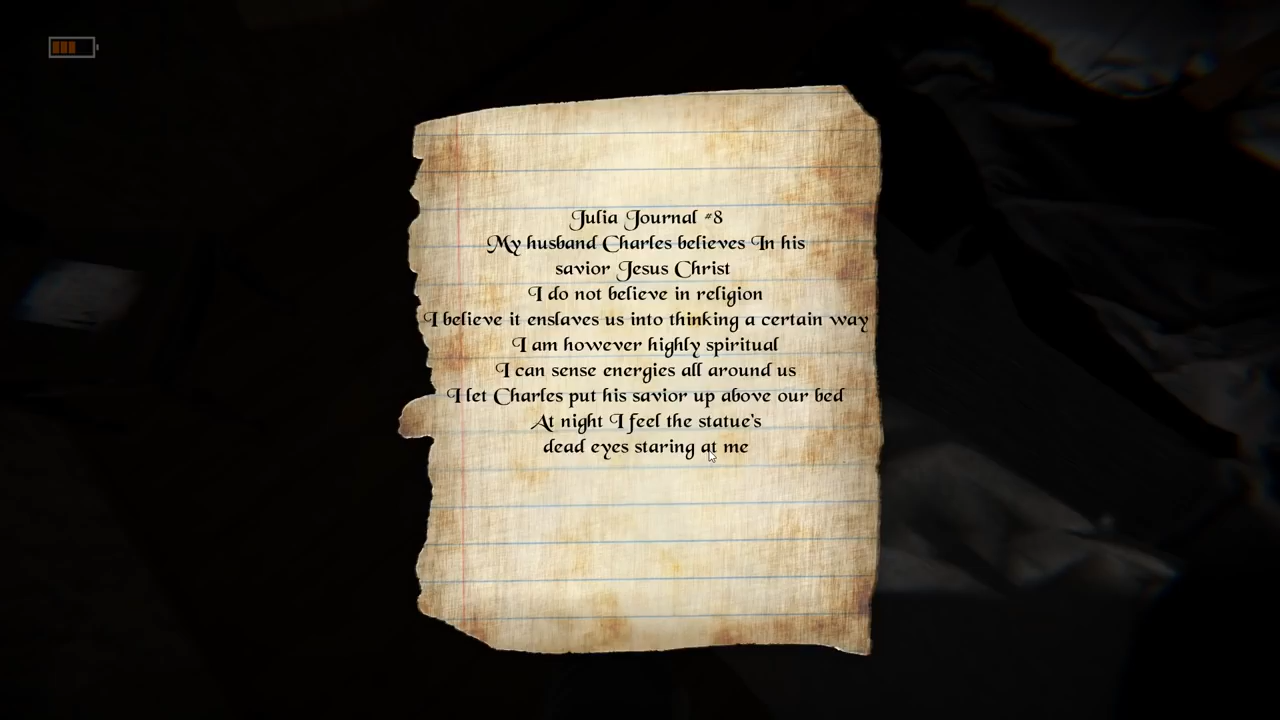 Julia Journal #8
My husband Charles believes In his
savior Jesus Christ
I do not believe in religion
I believe it enslaves us into thinking a certain way
I am however highly spiritual
I can sense energies all around us
I let Charles put his savior up above our bed
At night I feel the statue's
dead eyes staring at me